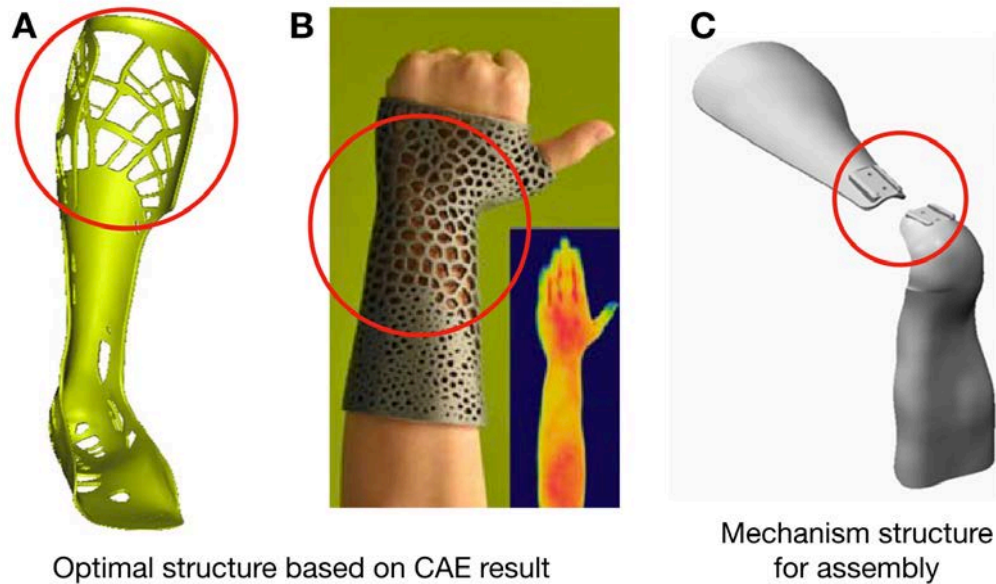 A
B
C
Optimal structure based on CAE result
Mechanism structure
for assembly